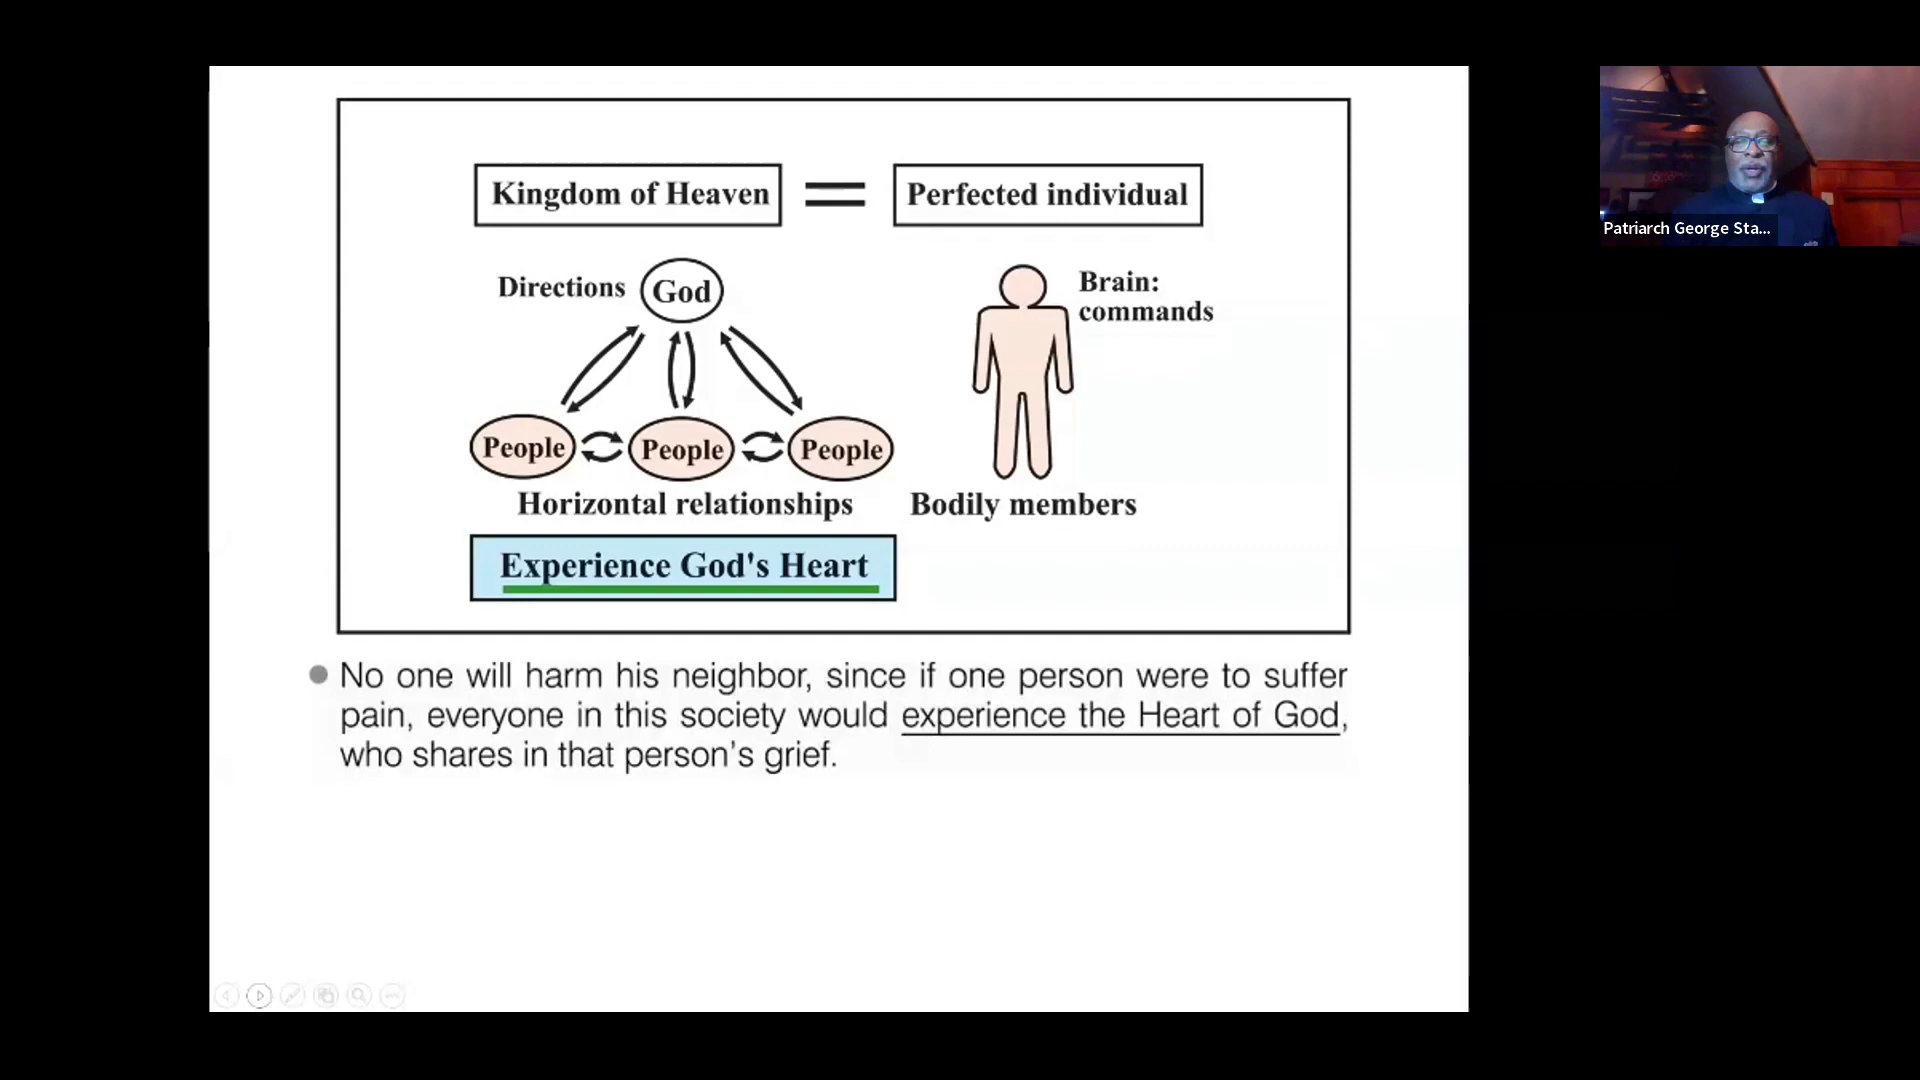 Kingdom of Heaven = Perfected individual
Directions
God
Brain:
commands
People
People
People
Horizontal relationships
Bodily members
Experience God's Heart
No one will harm his neighbor, since if one person were to suffer
pain, everyone in this society would experience the Heart of God,
who shares in that person's grief.
Patriarch George Sta...